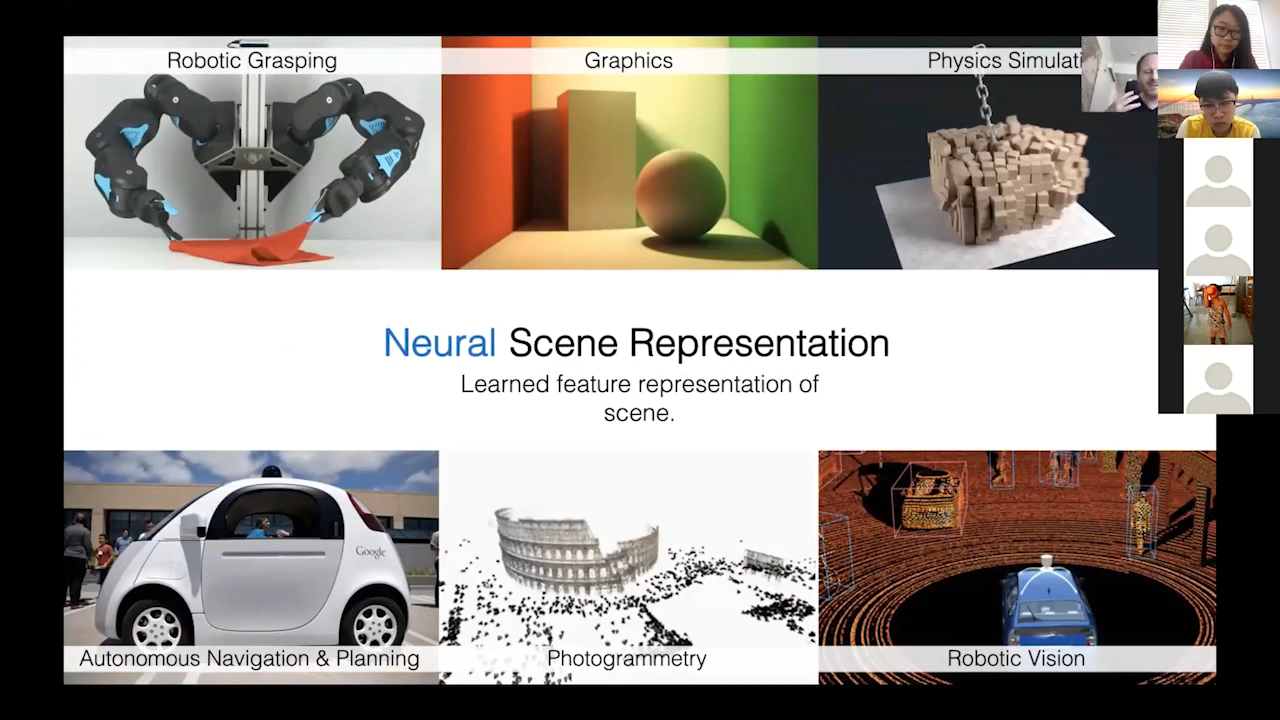 Robotic Grasping
Graphics
Physics Simulati
Neural Scene Representation
Learned feature representation of
scene.
Google
Autonomous Navigation & Planning
Photogrammetry
Robotic Vision